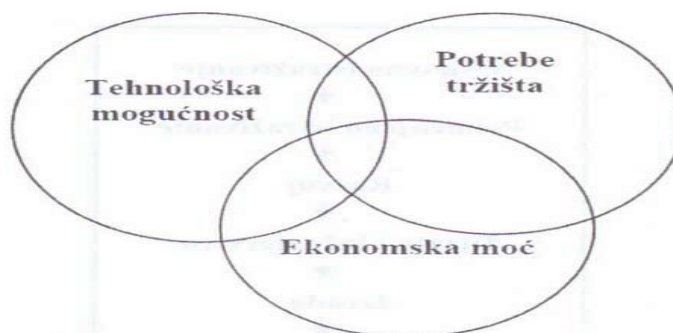 Tehnološka
mogućnost
Potrebe
tržišta
Ekonomska moć